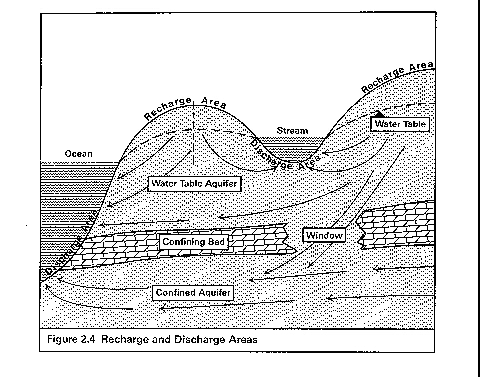 Recharge Area
Recharge Area
Water Table
Stream
Discharge Area
Ocean
Water Table Aquifer
Discharge Area
Window
Confining Bed
Confined Aquifer
Figure 2.4 Recharge and Discharge Areas